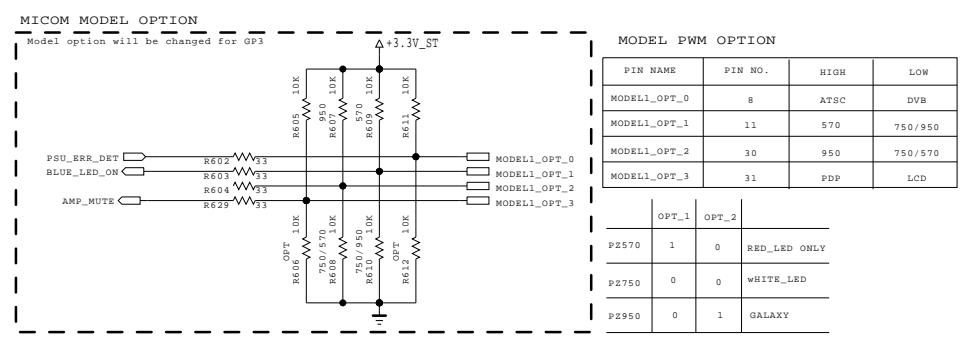 MICOM MODEL OPTION
Model option will be changed for GP3
+3.3V_ST
R605 10K
950 R607 10K
570 R609 10K
R611 10K
PSU_ERR_DET
BLUE_LED_ON
AMP_MUTE
R602 33
R603 33
R604 33
R629 33
MODEL1_OPT_0
MODEL1_OPT_1
MODEL1_OPT_2
MODEL1_OPT_3
OPT R606 10K
750/570 R608 10K
750/950 R610 10K
OPT R612 10K
MODEL PWM OPTION
PIN NAME PIN NO. HIGH LOW
MODEL1_OPT_0 8 ATSC DVB
MODEL1_OPT_1 11 570 750/950
MODEL1_OPT_2 30 950 750/570
MODEL1_OPT_3 31 PDP LCD
OPT_1 OPT_2
PZ570 1 0 RED_LED ONLY
PZ750 0 0 wHITE_LED
PZ950 0 1 GALAXY